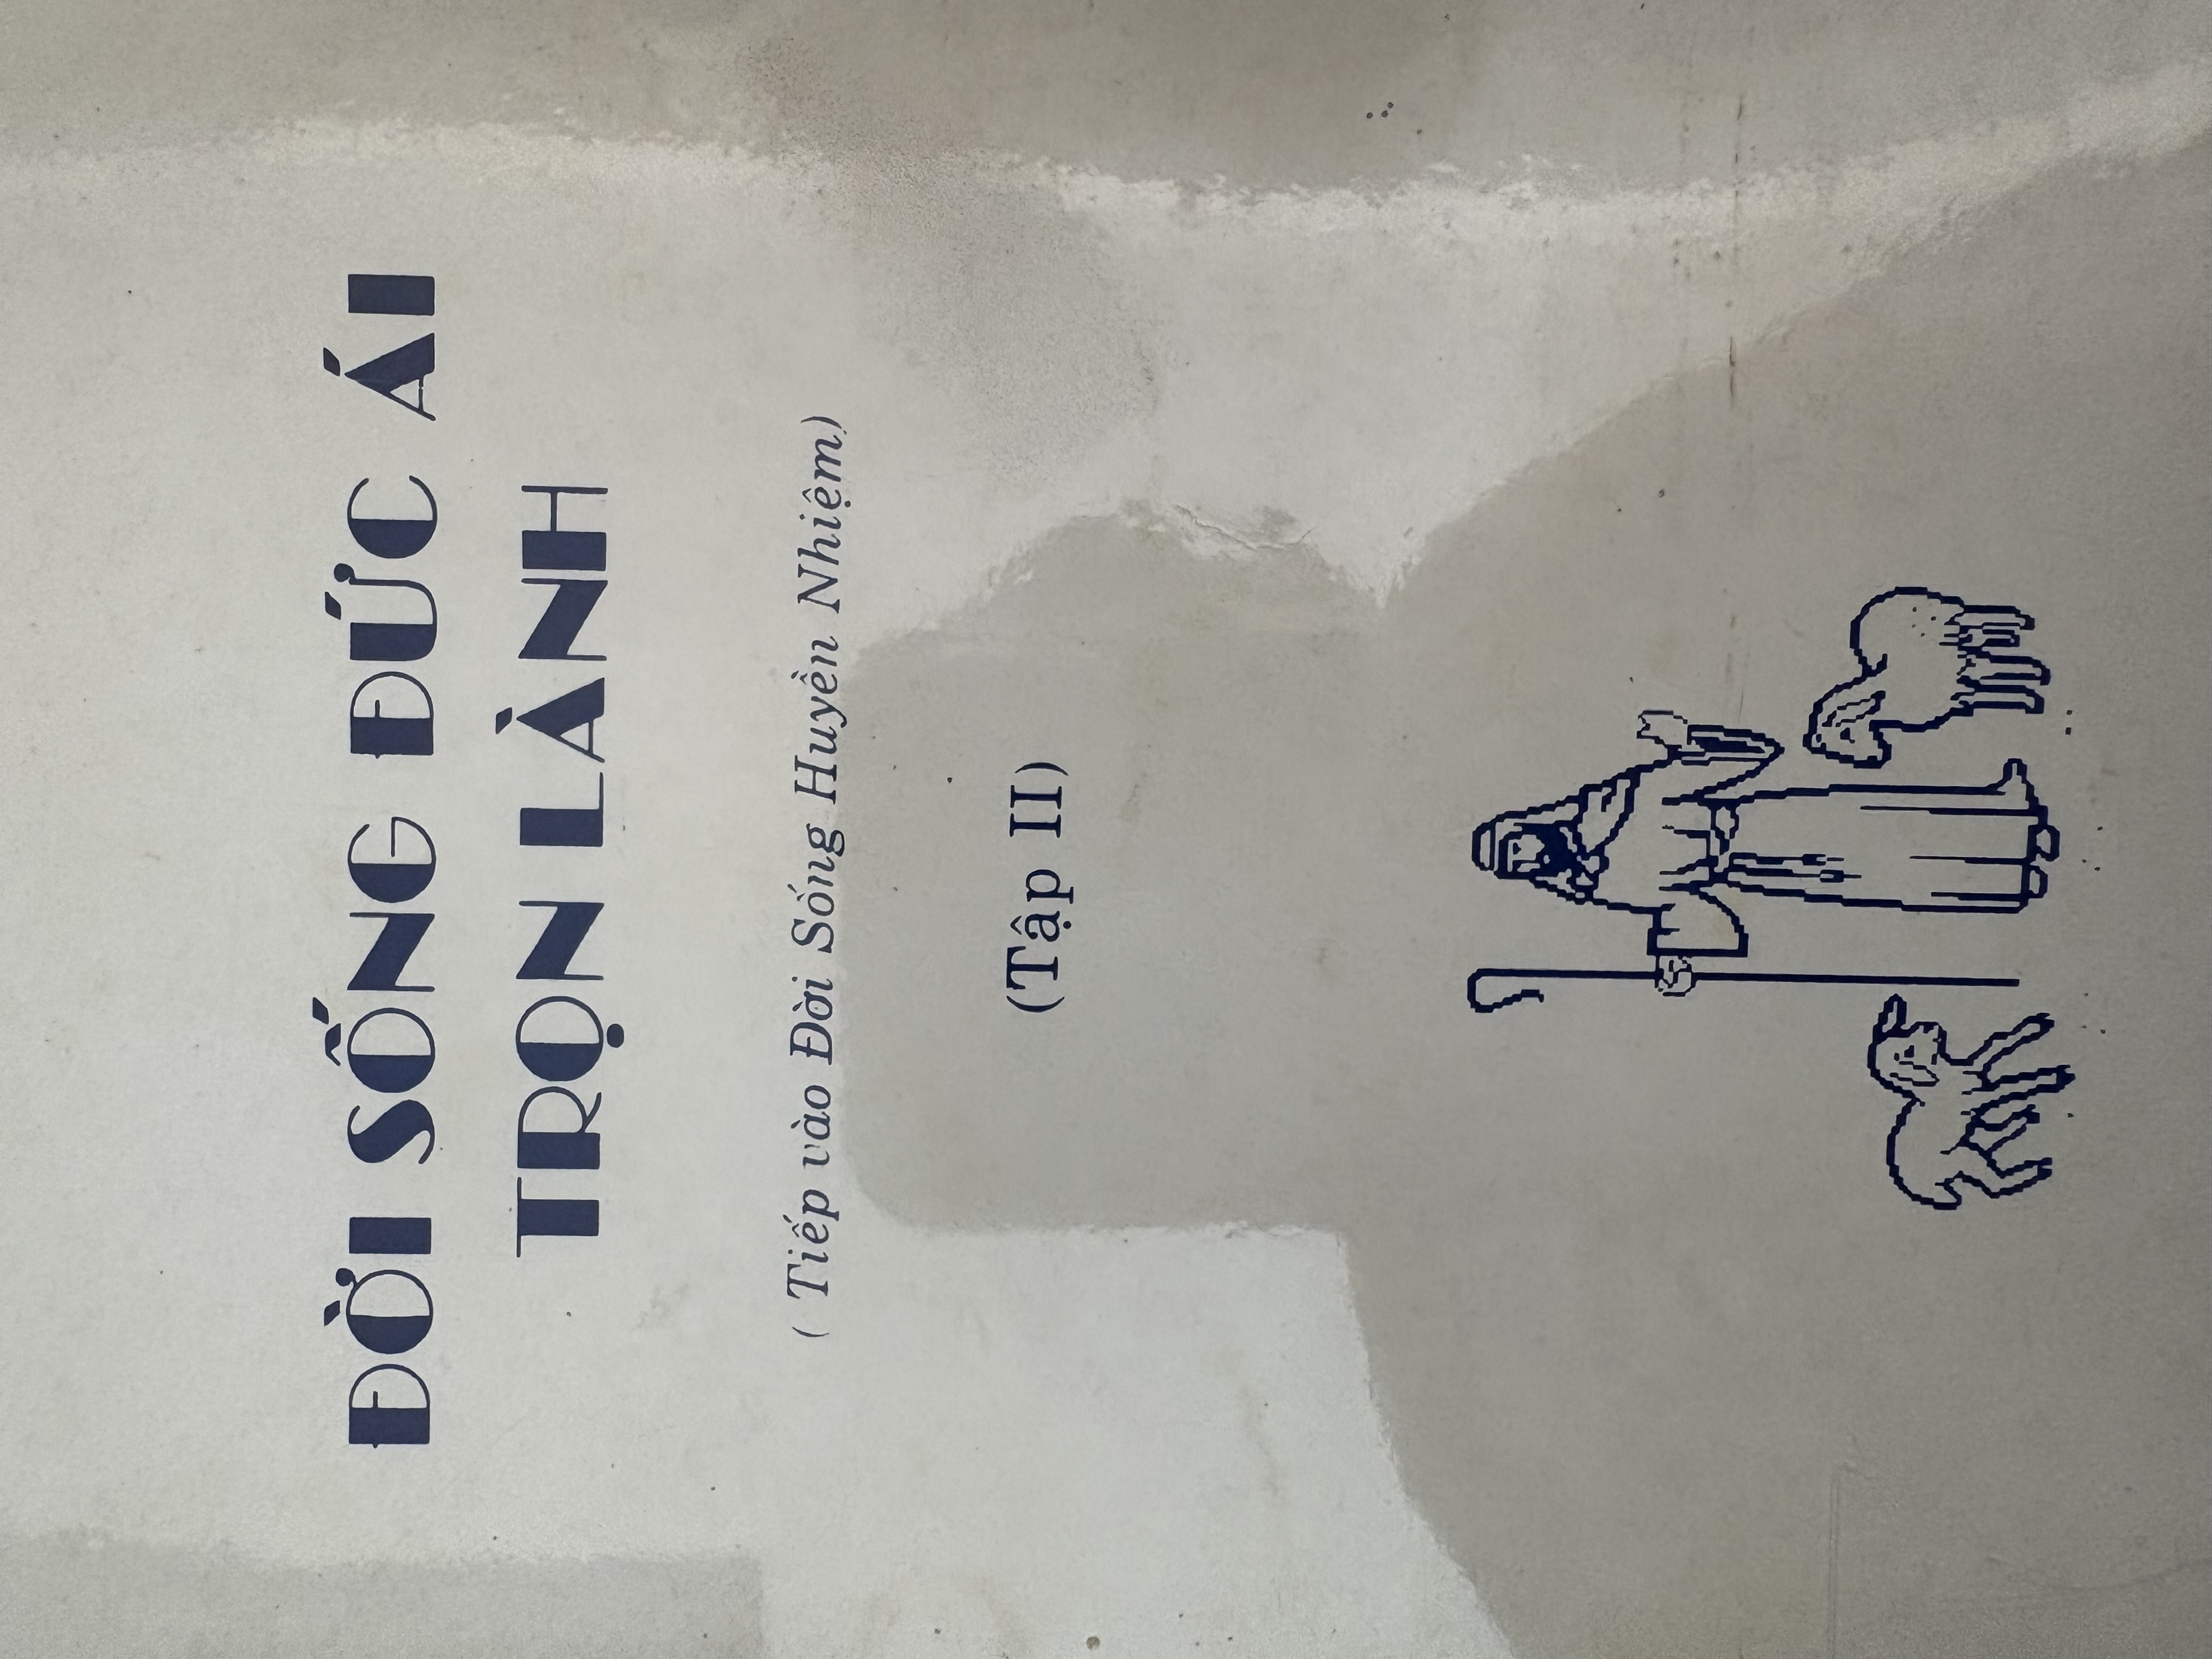 ĐỜI SỐNG ĐỨC ÁI
TRỌN LÀNH
( Tiếp vào Đời Sống Huyền Nhiệm)
(Tập II)